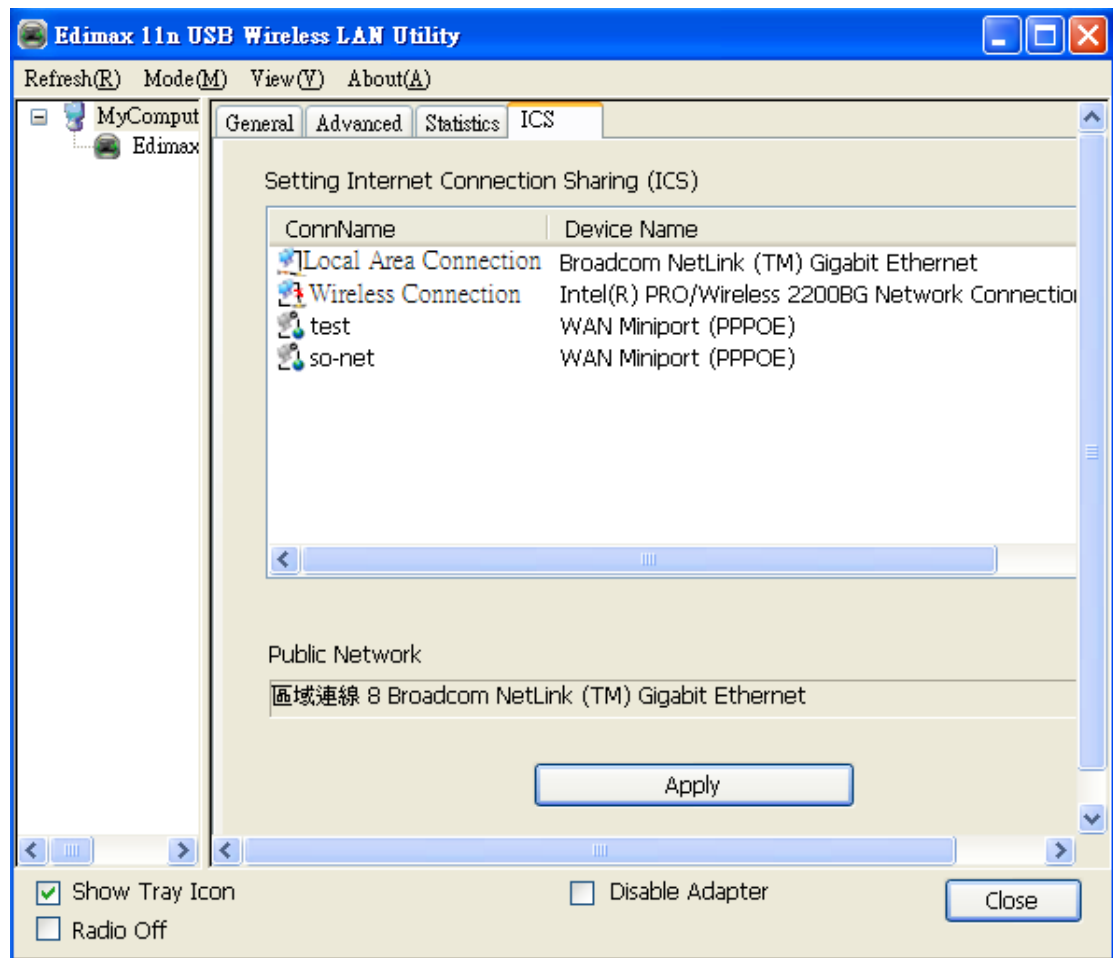 Edimax 11n USB Wireless LAN Utility
Refresh(R) Mode(M) View(V) About(A)
MyComput
Edimax
General Advanced Statistics ICS
Setting Internet Connection Sharing (ICS)
ConnName Device Name
Local Area Connection Broadcom NetLink (TM) Gigabit Ethernet
Wireless Connection Intel(R) PRO/Wireless 2200BG Network Connection
test WAN Miniport (PPPOE)
so-net WAN Miniport (PPPOE)
Public Network
區域連線 8 Broadcom NetLink (TM) Gigabit Ethernet
Apply
Show Tray Icon Disable Adapter Close
Radio Off